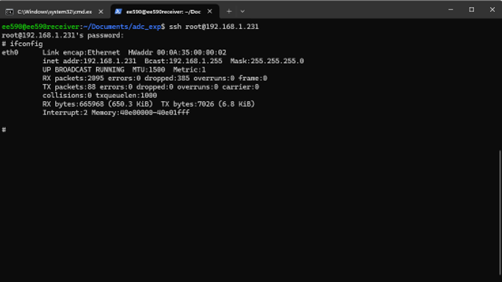 C:\Windows\system32\cmd.ex
ee590@ee590receiver:~/Doc
ee590@ee590receiver:~/Documents/adc_exp$ ssh root@192.168.1.231
root@192.168.1.231's password:
# ifconfig
eth0 Link encap:Ethernet HWaddr 00:0A:35:00:00:02
inet addr:192.168.1.231 Bcast:192.168.1.255 Mask:255.255.255.0
UP BROADCAST RUNNING MTU:1500 Metric:1
RX packets:2095 errors:0 dropped:385 overruns:0 frame:0
TX packets:88 errors:0 dropped:0 overruns:0 carrier:0
collisions:0 txqueuelen:1000
RX bytes:665968 (650.3 KiB) TX bytes:7026 (6.8 KiB)
Interrupt:2 Memory:40e00000-40e01fff
#